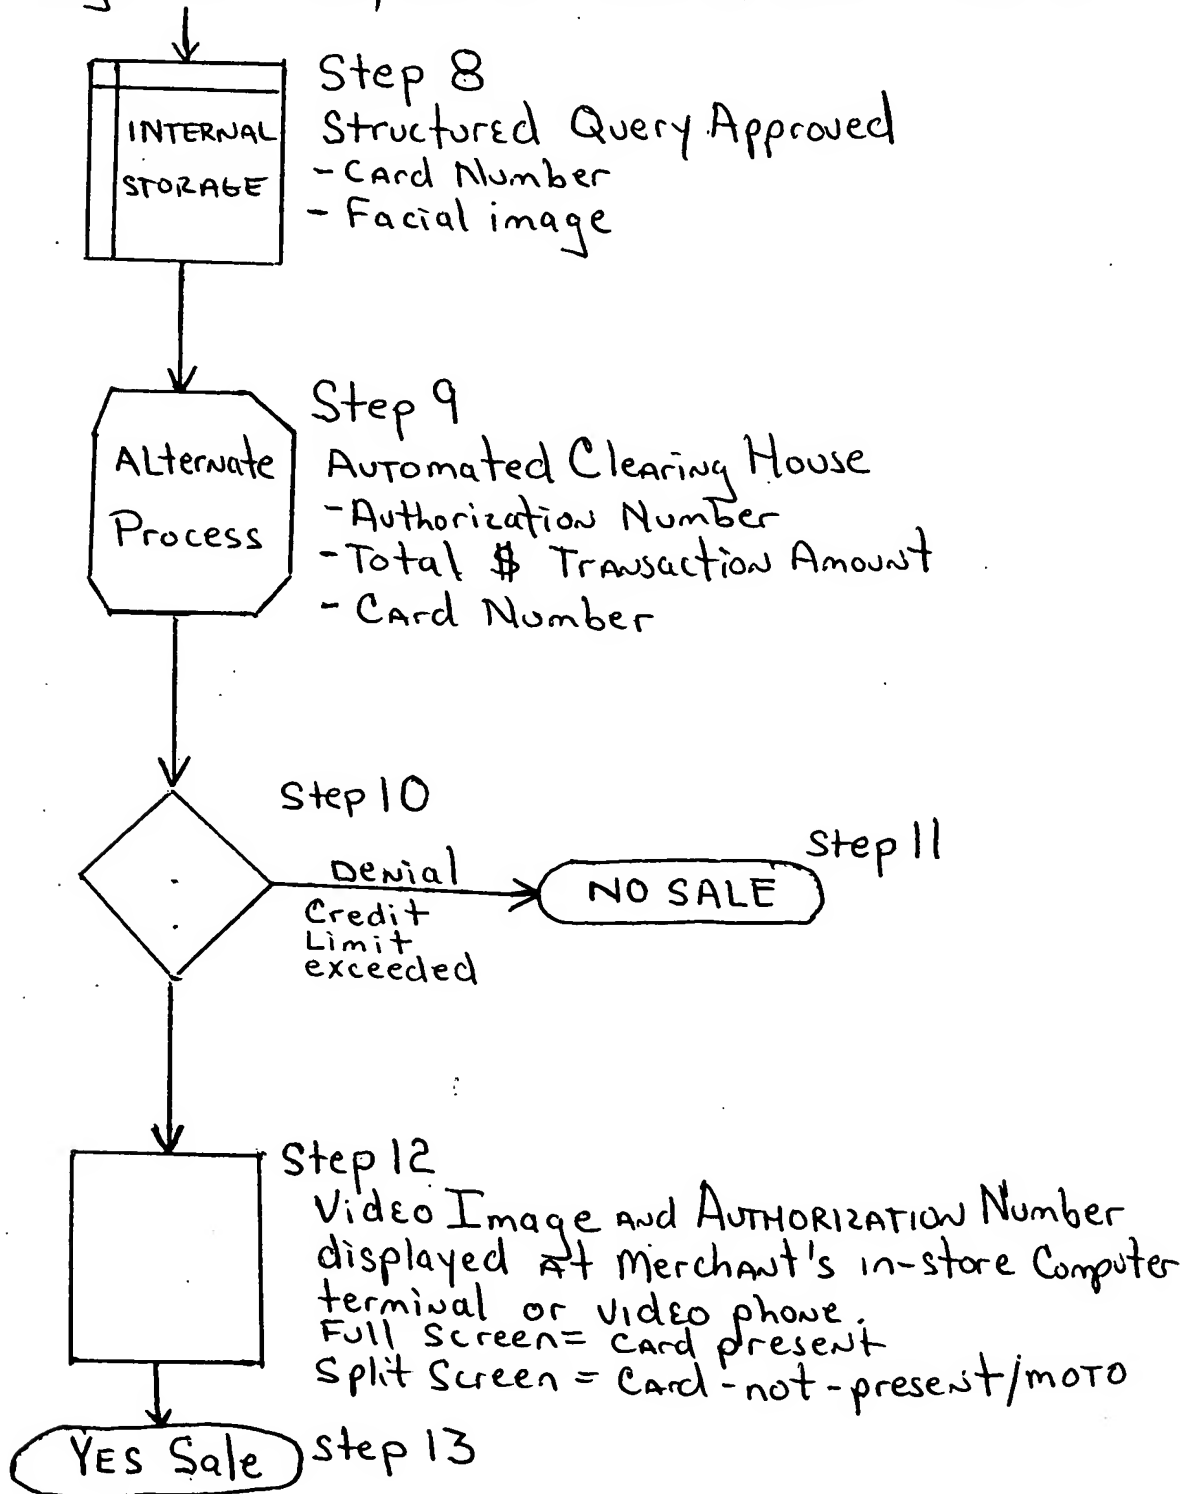 Step 8
INTERNAL
STORAGE
Structured Query Approved
- Card Number
- Facial image
Step 9
Alternate
Process
Automated Clearing House
- Authorization Number
- Total $ Transaction Amount
- Card Number
Step 10
Denial
Credit
Limit
exceeded
Step 11
NO SALE
Step 12
Video Image and AUTHORIZATION Number
displayed At Merchant's in-store Computer
terminal or video phone.
Full Screen = card present
Split Screen = Card-not-present/MOTO
YES Sale
Step 13